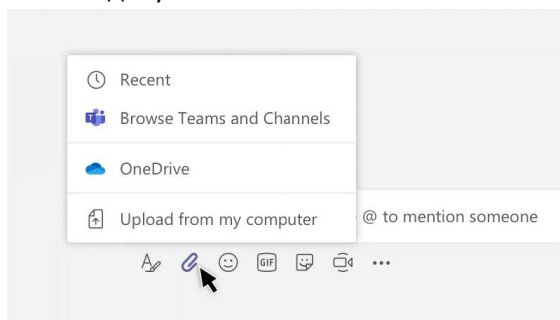 Recent
Browse Teams and Channels
OneDrive
Upload from my computer
@ to mention someone
GIF